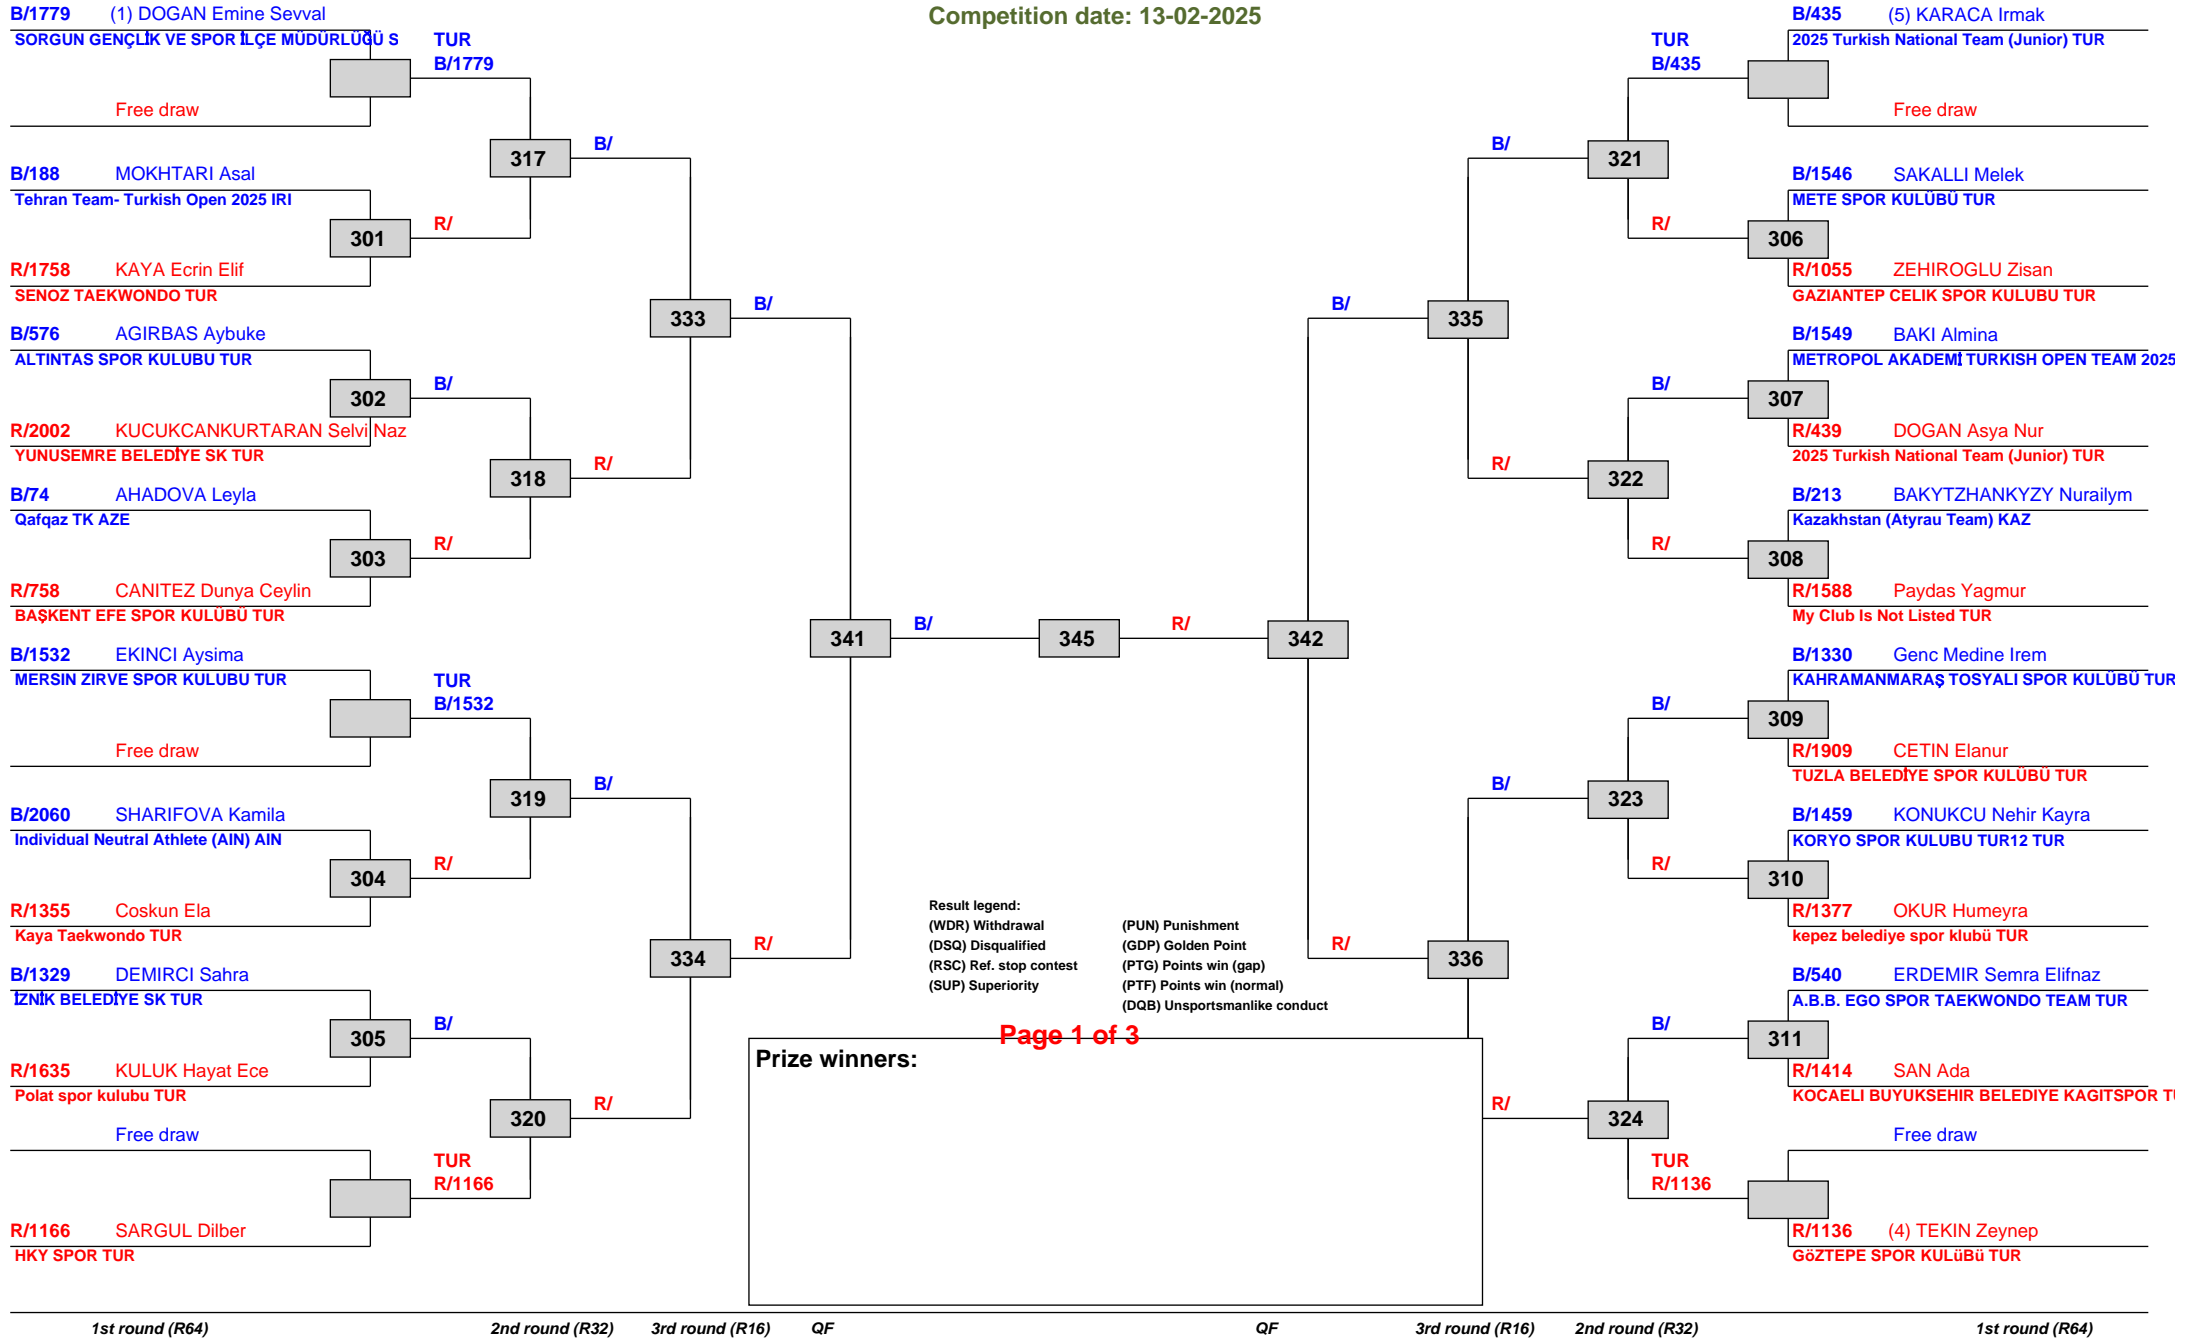 Competition date: 13-02-2025
B/1779 (1) DOGAN Emine Sevval
SORGUN GENÇLİK VE SPOR İLÇE MÜDÜRLÜĞÜ S
TUR
B/1779
Free draw
317
B/
B/188 MOKHTARI Asal
Tehran Team- Turkish Open 2025 IRI
301
R/
R/1758 KAYA Ecrin Elif
SENOZ TAEKWONDO TUR
333
B/
B/576 AGIRBAS Aybuke
ALTINTAS SPOR KULUBU TUR
302
B/
R/2002 KUCUKCANKURTARAN Selvi Naz
YUNUSEMRE BELEDİYE SK TUR
318
R/
B/74 AHADOVA Leyla
Qafqaz TK AZE
303
R/
R/758 CANITEZ Dunya Ceylin
BAŞKENT EFE SPOR KULÜBÜ TUR
341
B/
345
R/
342
B/1532 EKINCI Aysima
MERSIN ZIRVE SPOR KULUBU TUR
TUR
B/1532
Free draw
319
B/
B/2060 SHARIFOVA Kamila
Individual Neutral Athlete (AIN) AIN
304
R/
R/1355 Coskun Ela
Kaya Taekwondo TUR
334
R/
B/1329 DEMIRCI Sahra
İZNİK BELEDİYE SK TUR
305
B/
R/1635 KULUK Hayat Ece
Polat spor kulubu TUR
320
R/
Free draw
TUR
R/1166
R/1166 SARGUL Dilber
HKY SPOR TUR
B/435 (5) KARACA Irmak
2025 Turkish National Team (Junior) TUR
TUR
B/435
Free draw
B/
321
B/1546 SAKALLI Melek
METE SPOR KULÜBÜ TUR
R/
306
R/1055 ZEHIROGLU Zisan
GAZIANTEP CELIK SPOR KULUBU TUR
B/
335
B/1549 BAKI Almina
METROPOL AKADEMİ TURKISH OPEN TEAM 2025
B/
307
R/439 DOGAN Asya Nur
2025 Turkish National Team (Junior) TUR
R/
322
B/213 BAKYTZHANKYZY Nurailym
Kazakhstan (Atyrau Team) KAZ
R/
308
R/1588 Paydas Yagmur
My Club Is Not Listed TUR
B/1330 Genc Medine Irem
KAHRAMANMARAŞ TOSYALI SPOR KULÜBÜ TUR
B/
309
R/1909 CETIN Elanur
TUZLA BELEDİYE SPOR KULÜBÜ TUR
B/
323
B/1459 KONUKCU Nehir Kayra
KORYO SPOR KULUBU TUR12 TUR
R/
310
R/1377 OKUR Humeyra
kepez belediye spor klubü TUR
R/
336
B/540 ERDEMIR Semra Elifnaz
A.B.B. EGO SPOR TAEKWONDO TEAM TUR
B/
311
R/1414 SAN Ada
KOCAELI BUYUKSEHIR BELEDIYE KAGITSPOR
R/
324
Free draw
TUR
R/1136
R/1136 (4) TEKIN Zeynep
GöZTEPE SPOR KULüBü TUR
Result legend:
(WDR) Withdrawal (PUN) Punishment
(DSQ) Disqualified (GDP) Golden Point
(RSC) Ref. stop contest (PTG) Points win (gap)
(SUP) Superiority (PTF) Points win (normal)
(DQB) Unsportsmanlike conduct
Page 1 of 3
Prize winners:
1st round (R64) 2nd round (R32) 3rd round (R16) QF QF 3rd round (R16) 2nd round (R32) 1st round (R64)